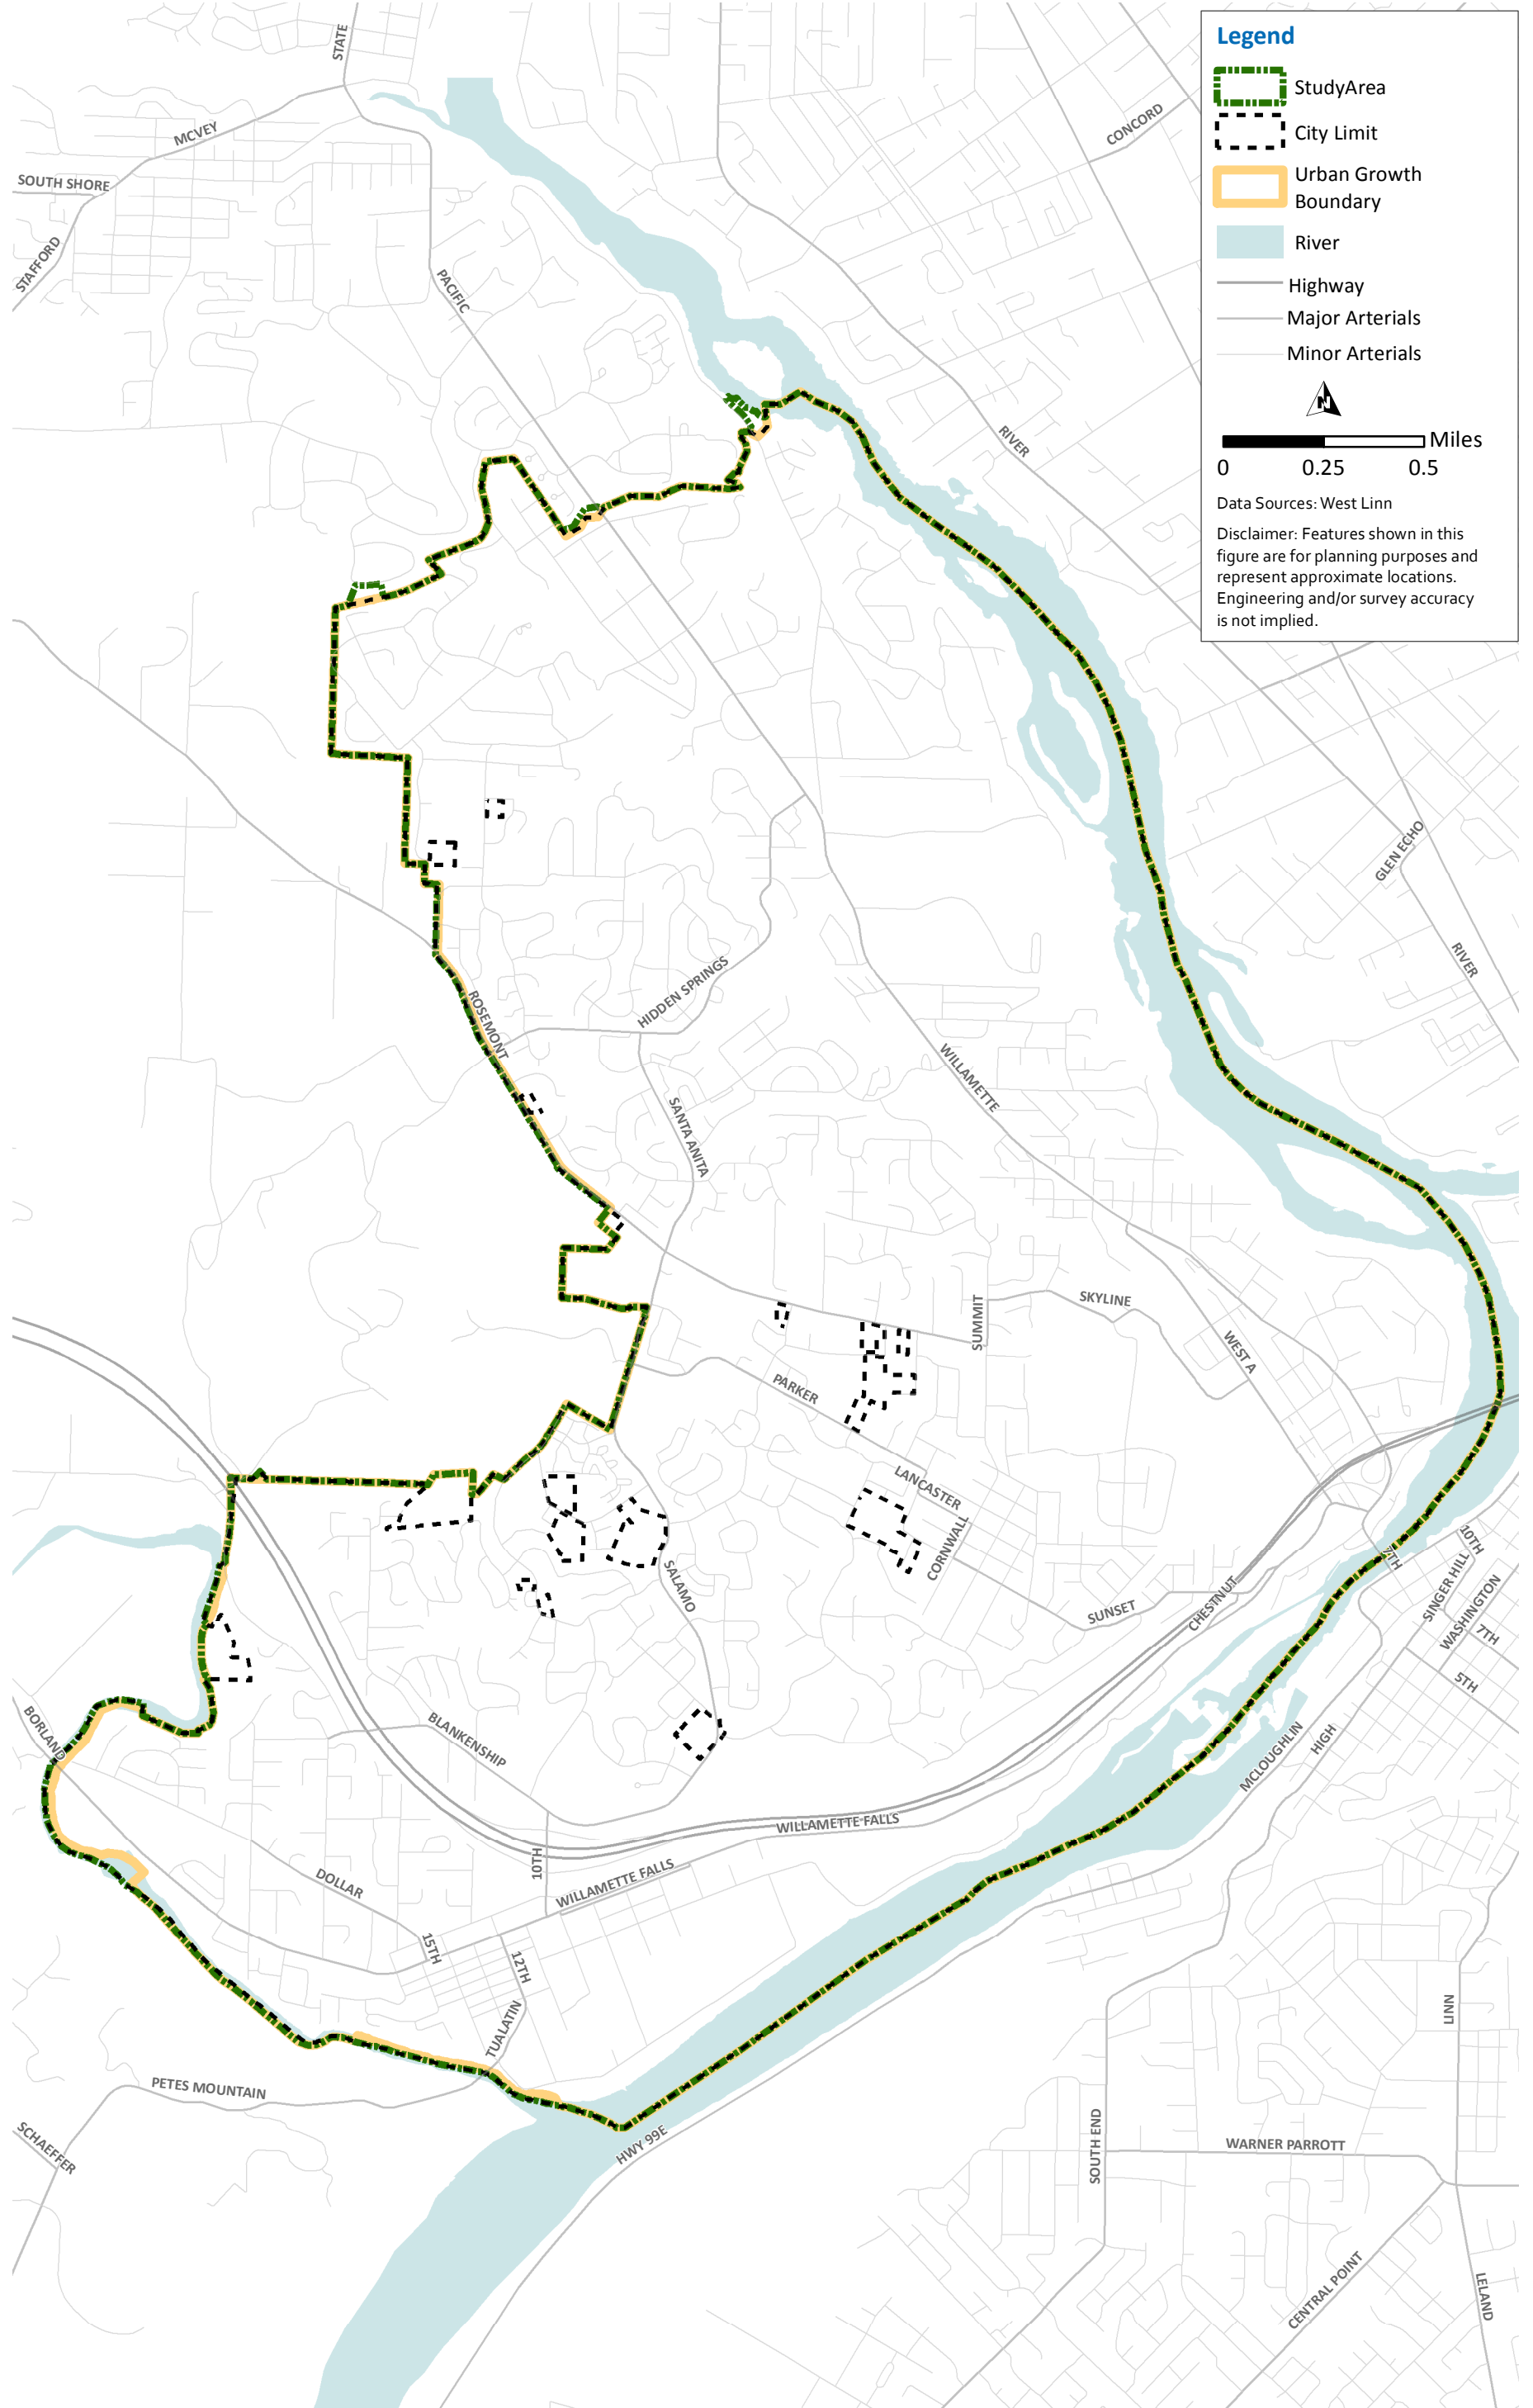 Legend
StudyArea
City Limit
Urban Growth
Boundary
River
Highway
Major Arterials
Minor Arterials
N
Miles
0 0.25 0.5
Data Sources: West Linn
Disclaimer: Features shown in this
figure are for planning purposes and
represent approximate locations.
Engineering and/or survey accuracy
is not implied.
STATE
MCVEY
SOUTH SHORE
STAFFORD
PACIFIC
CONCORD
RIVER
GLEN ECHO
RIVER
ROSEMONT
HIDDEN SPRINGS
SANTA ANITA
WILLAMETTE
SUMMIT
SKYLINE
WEST A
PARKER
LANCASTER
CORNWALL
SALAMO
SUNSET
CHESTNUT
7TH
10TH
SINGER HILL
WASHINGTON
7TH
5TH
BORLAND
BLANKENSHIP
MCLOUGHLIN
HIGH
WILLAMETTE FALLS
10TH
WILLAMETTE FALLS
DOLLAR
15TH
12TH
TUALATIN
LINN
PETES MOUNTAIN
SCHAEFFER
HWY 99E
SOUTH END
WARNER PARROTT
CENTRAL POINT
LELAND